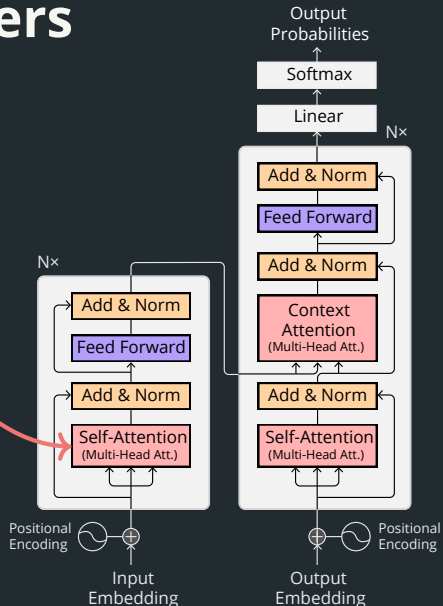 ers
Output
Probabilities
Softmax
Linear
N×
Add & Norm
Feed Forward
Add & Norm
Context
Attention
(Multi-Head Att.)
Add & Norm
Self-Attention
(Multi-Head Att.)
Positional
Encoding
Output
Embedding
N×
Add & Norm
Feed Forward
Add & Norm
Self-Attention
(Multi-Head Att.)
Positional
Encoding
Input
Embedding